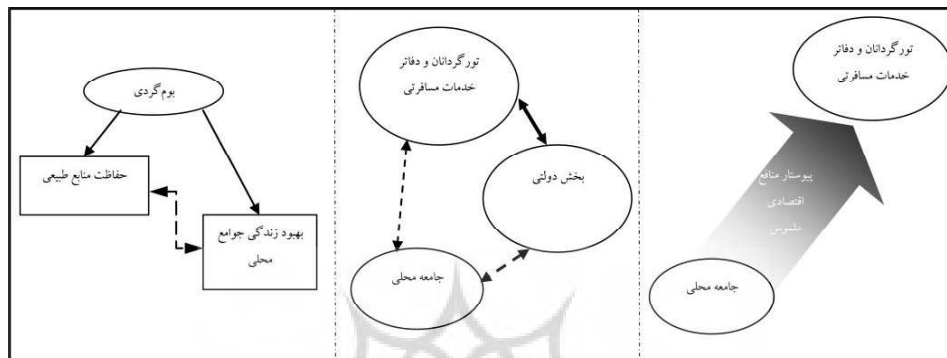 تورگردانان و دفاتر
خدمات مسافرتی
پیوستار منافع
اقتصادی
ملموس
جامعه محلی
تورگردانان و دفاتر
خدمات مسافرتی
بخش دولتی
جامعه محلی
بوم‌گردی
حفاظت منابع طبیعی
بهبود زندگی جوامع
محلی